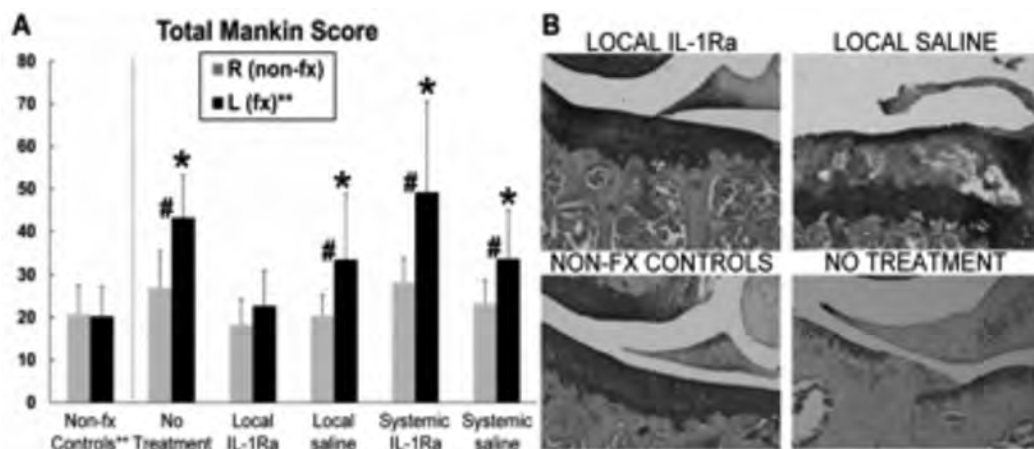 A
Total Mankin Score
80
70
60
50
40
30
20
10
0
R (non-fx)
L (fx)**
#
*
#
*
#
*
#
*
Non-fx Controls**
No Treatment
Local IL-1Ra
Local saline
Systemic IL-1Ra
Systemic saline
B
LOCAL IL-1Ra
LOCAL SALINE
NON-FX CONTROLS
NO TREATMENT